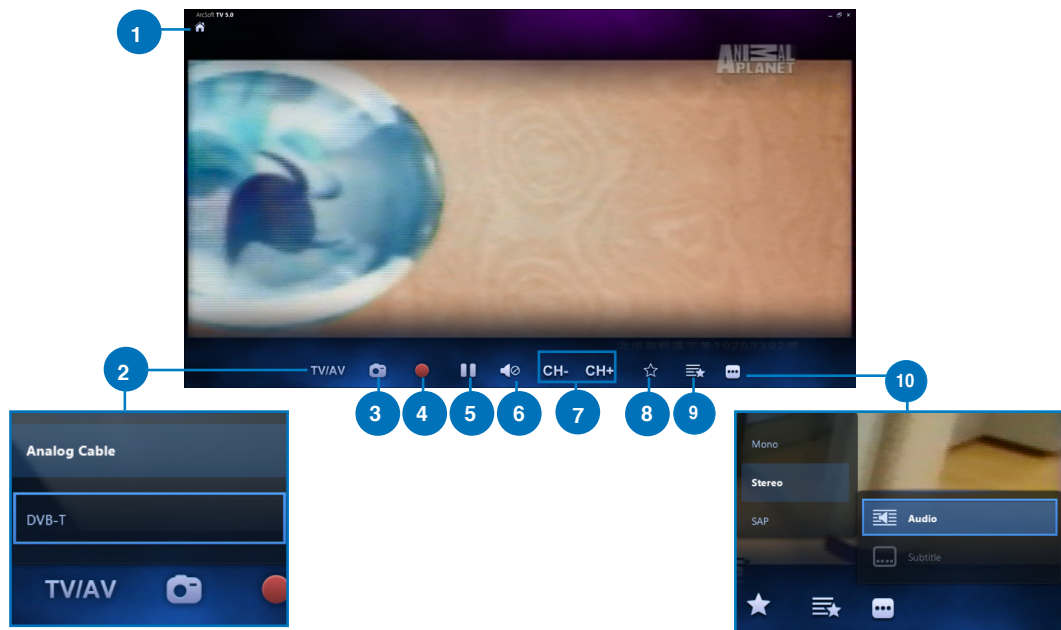 ArcSoft TV 5.0
1
ANIMAL
PLANET
2
TV/AV
CH- CH+
10
3
4
5
6
7
8
9
Analog Cable
DVB-T
TV/AV
Mono
Stereo
SAP
Audio
Subtitle